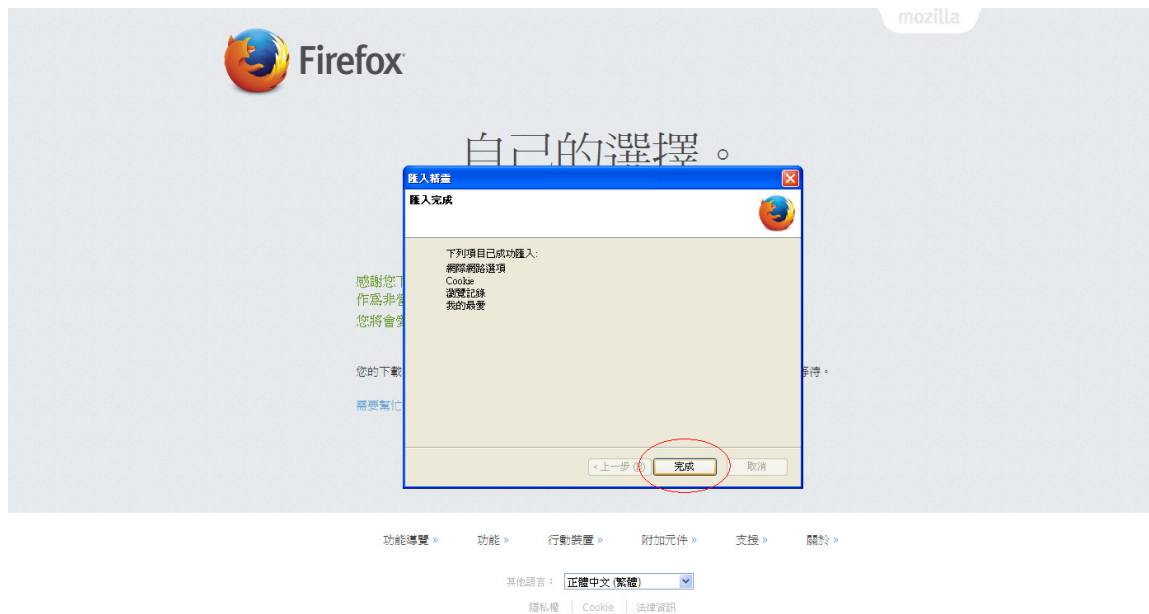 mozilla
Firefox
自己的選擇。
匯入精靈
匯入完成
下列項目已成功匯入:
網際網路選項
Cookie
瀏覽記錄
我的最愛
感謝您
作為非營
您將會
您的下載
等待。
需要幫忙
<上一步(B) 完成 取消
功能導覽 » 功能 » 行動裝置 » 附加元件 » 支援 » 關於 »
其他語言： 正體中文 (繁體)
隱私權 Cookie 法律資訊